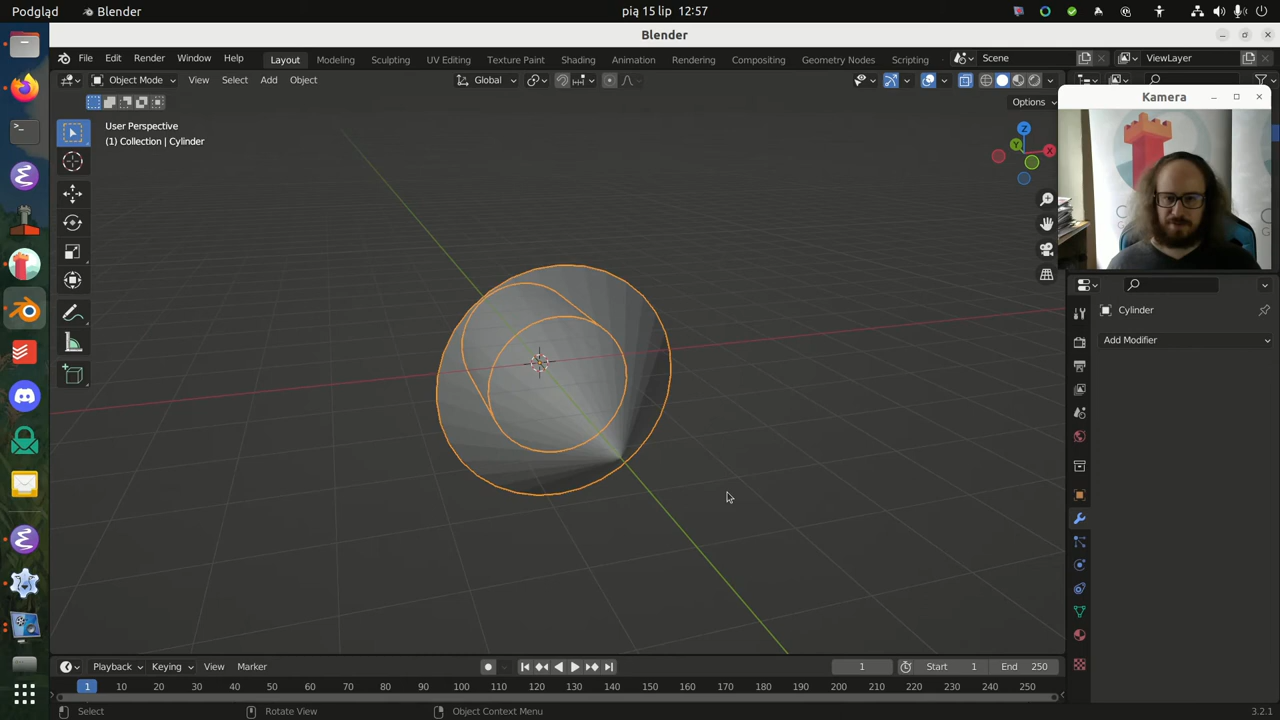 Podgląd
Blender
pią 15 lip 12:57
Blender
File Edit Render Window Help
Layout Modeling Sculpting UV Editing Texture Paint Shading Animation Rendering Compositing Geometry Nodes Scripting
Scene
ViewLayer
Object Mode View Select Add Object
Global
Options
Kamera
User Perspective
(1) Collection | Cylinder
Z
Y
X
Cylinder
Add Modifier
Playback Keying View Marker
1
Start 1
End 250
1 10 20 30 40 50 60 70 80 90 100 110 120 130 140 150 160 170 180 190 200 210 220 230 240 250
Select
Rotate View
Object Context Menu
3.2.1